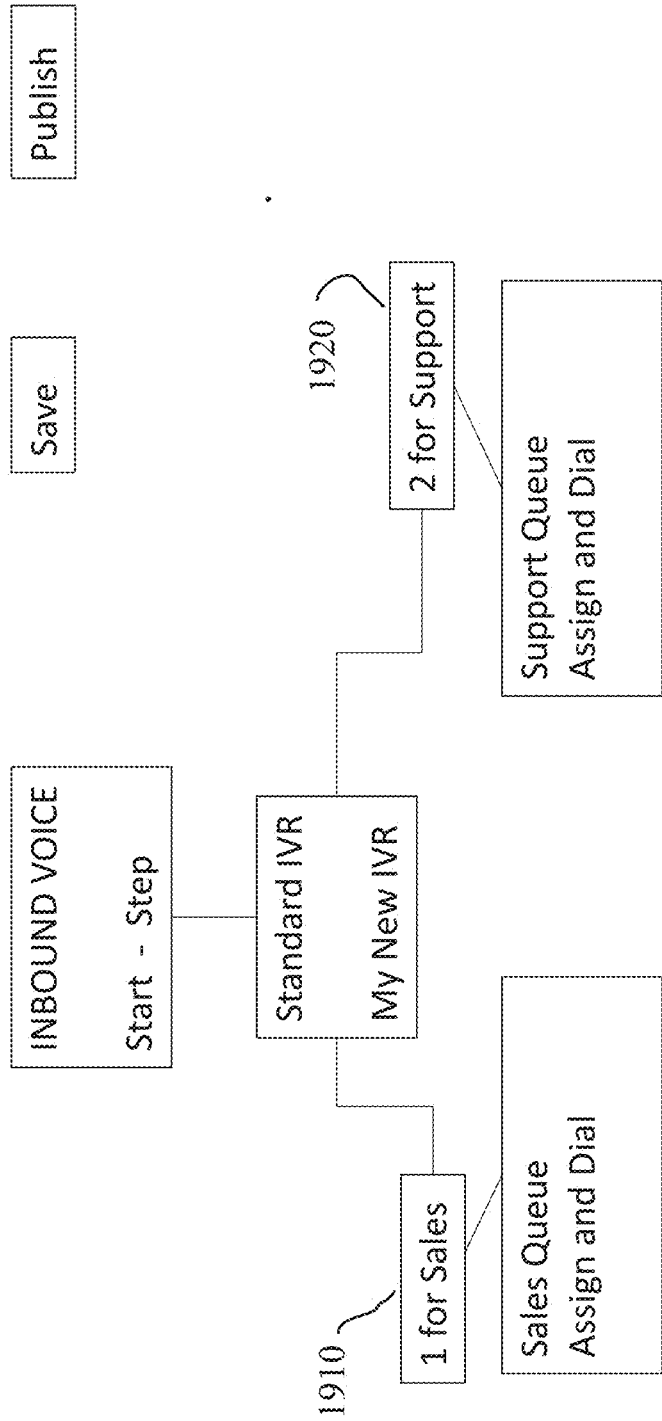 INBOUND VOICE
Start - Step
Save
Publish
Standard IVR
My New IVR
1910
1 for Sales
1920
2 for Support
Sales Queue
Assign and Dial
Support Queue
Assign and Dial